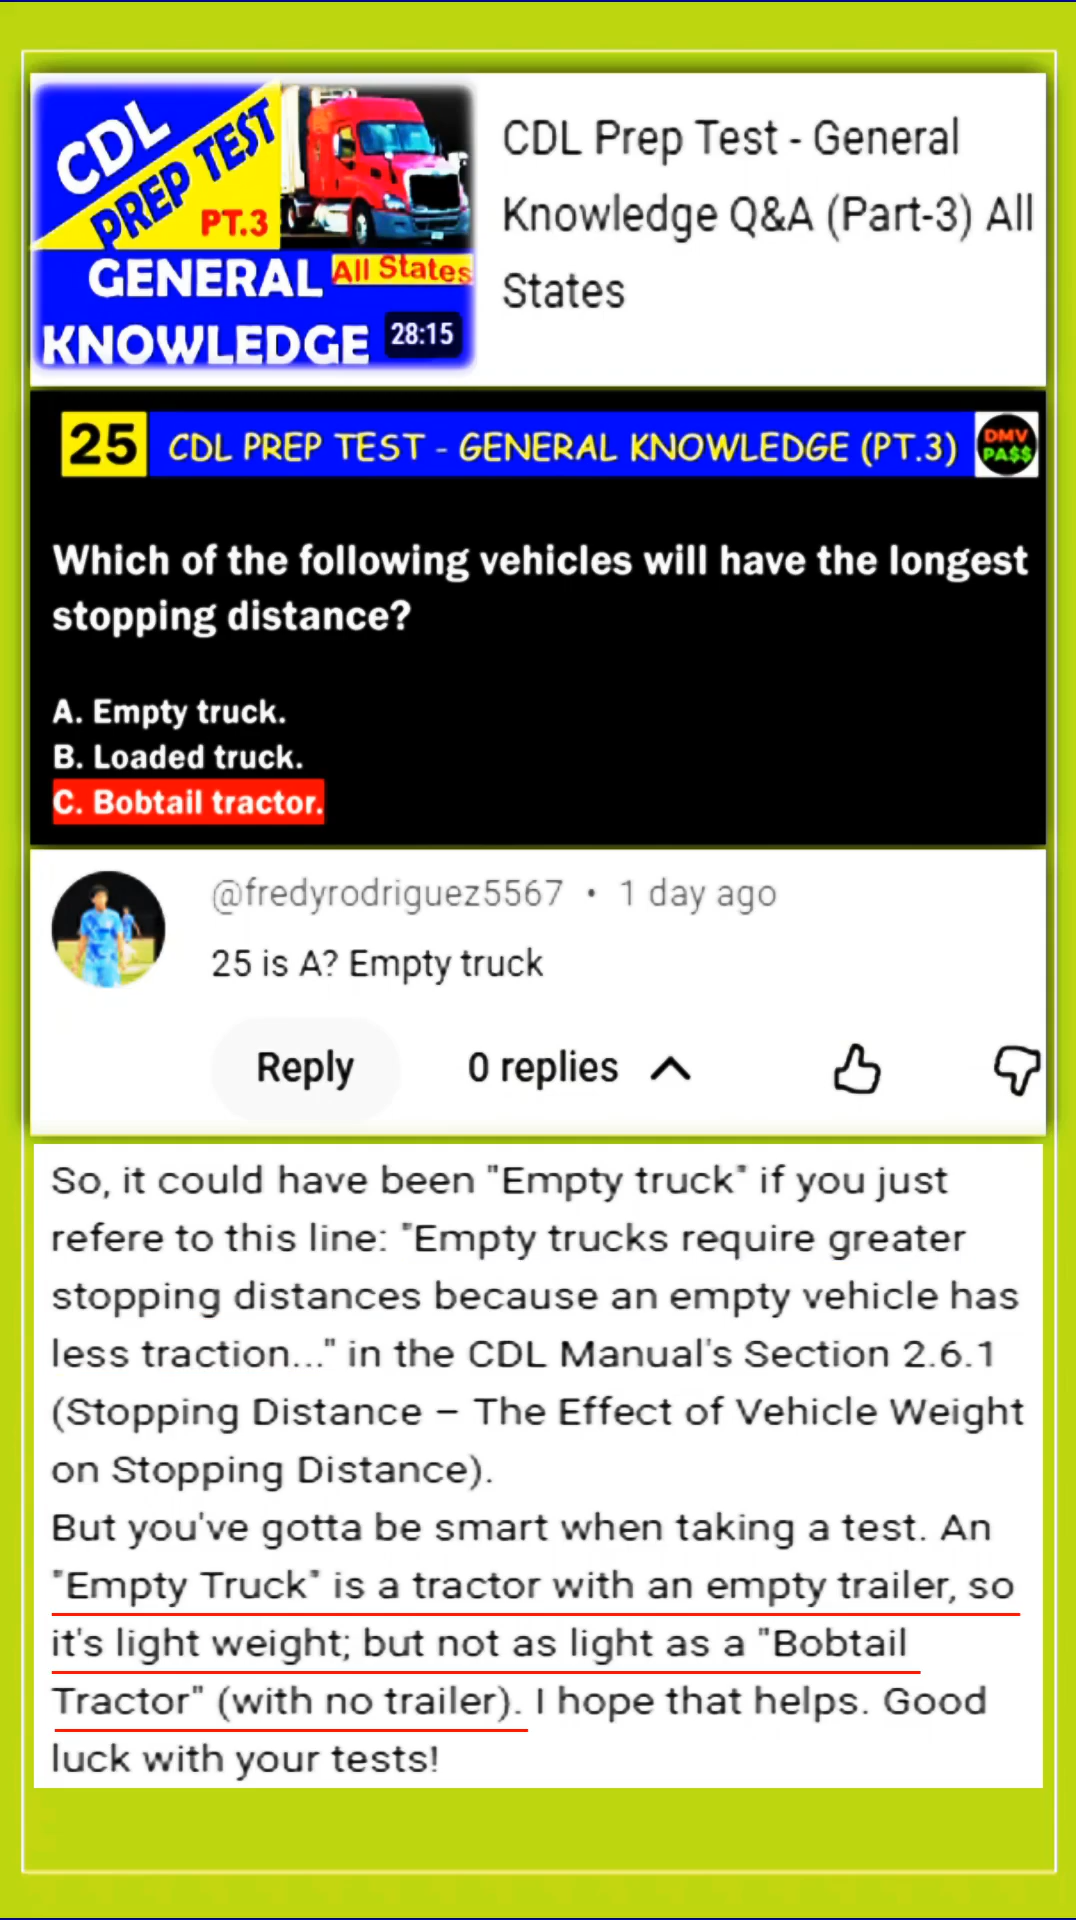 CDL
PREP TEST
PT.3
GENERAL All States
KNOWLEDGE 28:15
CDL Prep Test - General
Knowledge Q&A (Part-3) All
States
25 CDL PREP TEST - GENERAL KNOWLEDGE (PT.3) DMV
PA$$
Which of the following vehicles will have the longest
stopping distance?
A. Empty truck.
B. Loaded truck.
C. Bobtail tractor.
@fredyrodriguez5567 • 1 day ago
25 is A? Empty truck
Reply 0 replies
So, it could have been "Empty truck" if you just
refere to this line: "Empty trucks require greater
stopping distances because an empty vehicle has
less traction..." in the CDL Manual's Section 2.6.1
(Stopping Distance – The Effect of Vehicle Weight
on Stopping Distance).
But you've gotta be smart when taking a test. An
"Empty Truck" is a tractor with an empty trailer, so
it's light weight; but not as light as a "Bobtail
Tractor" (with no trailer). I hope that helps. Good
luck with your tests!